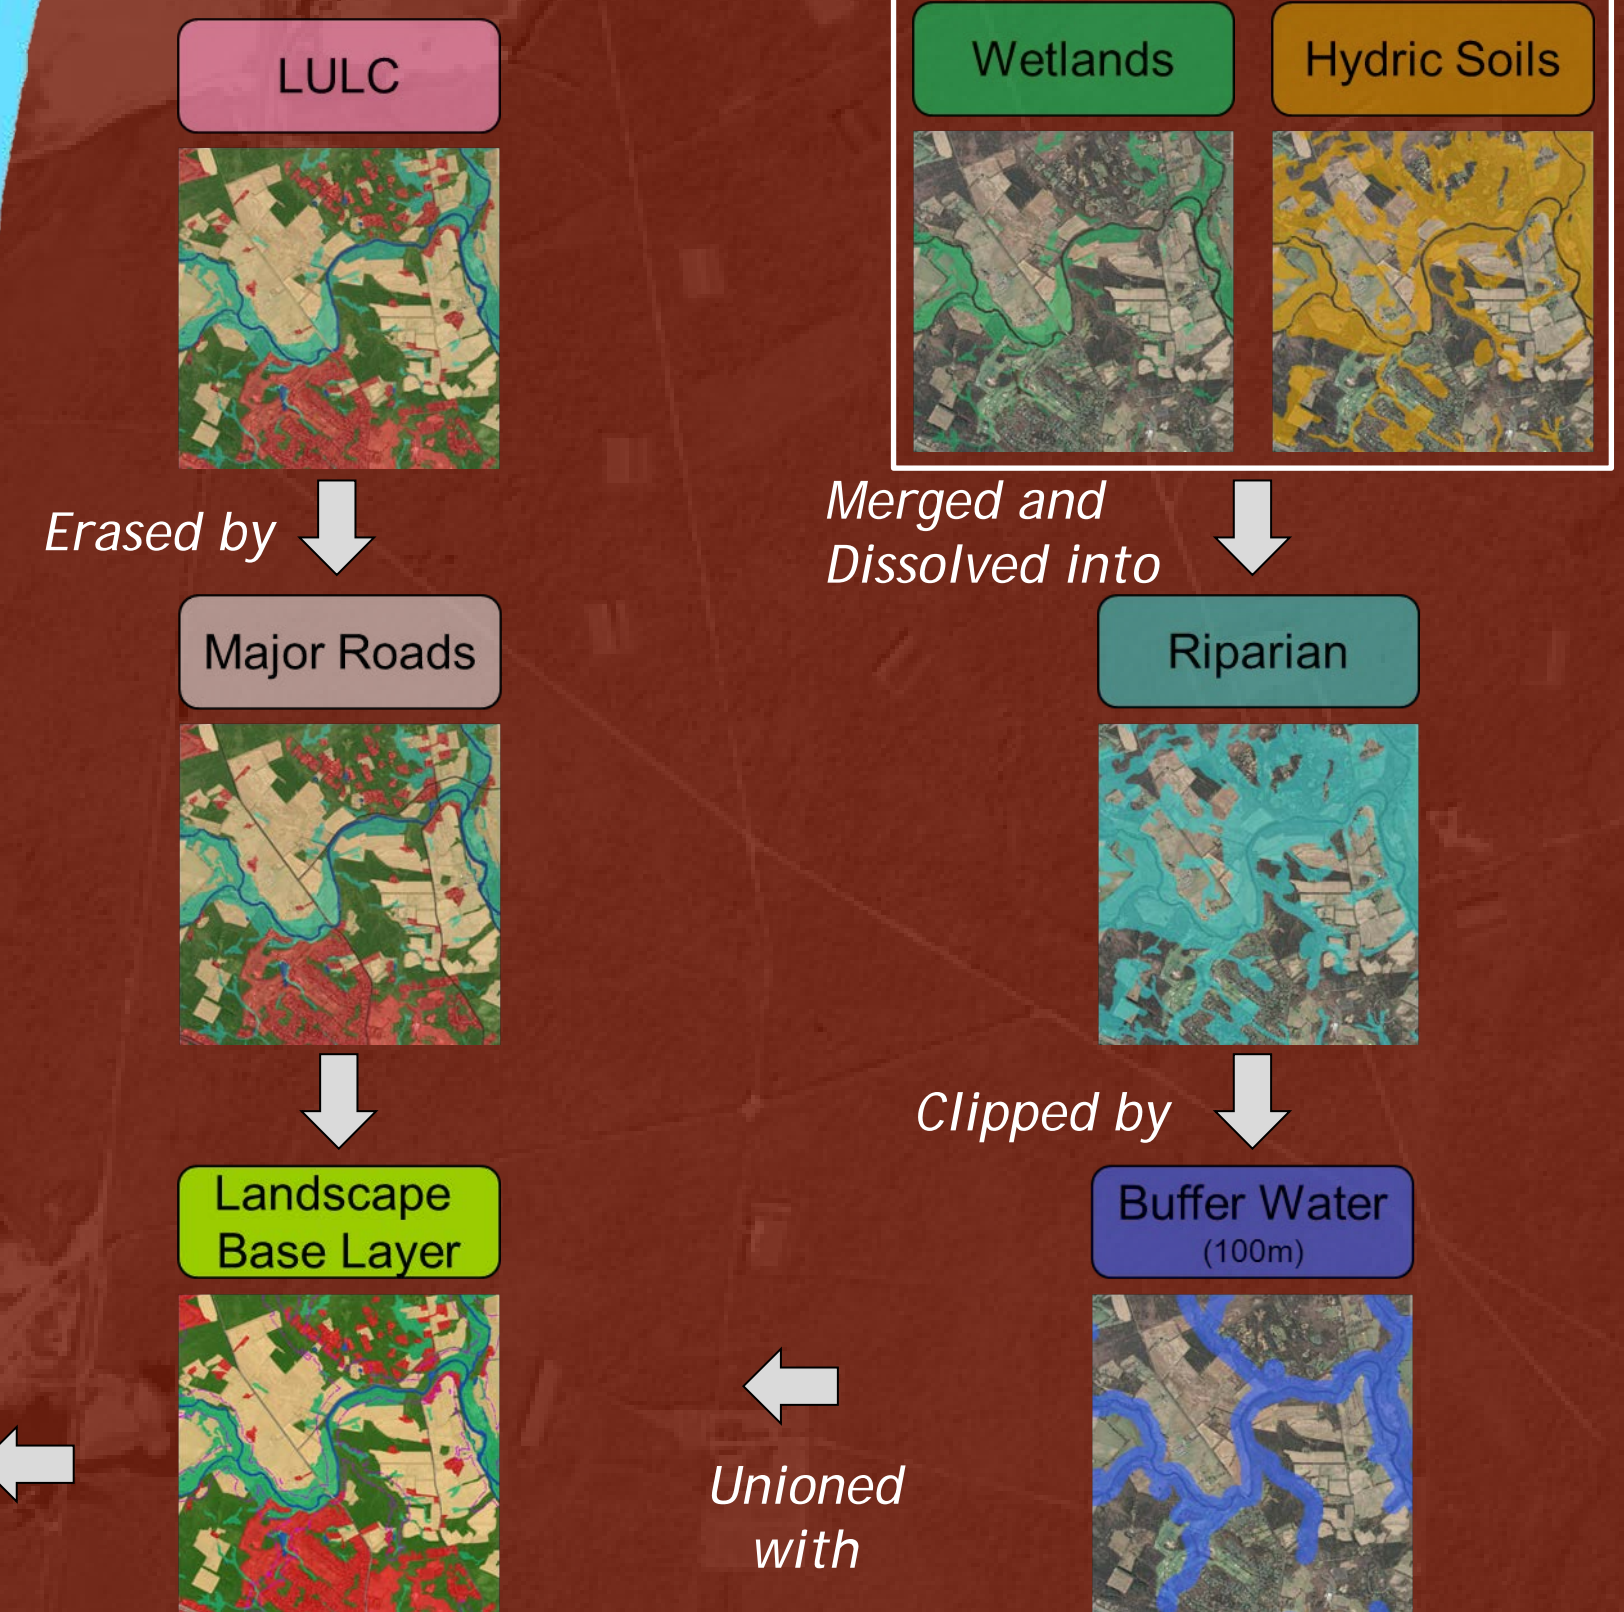 LULC
Wetlands
Hydric Soils
Erased by
Merged and
Dissolved into
Major Roads
Riparian
Clipped by
Landscape
Base Layer
Buffer Water
(100m)
Unioned
with